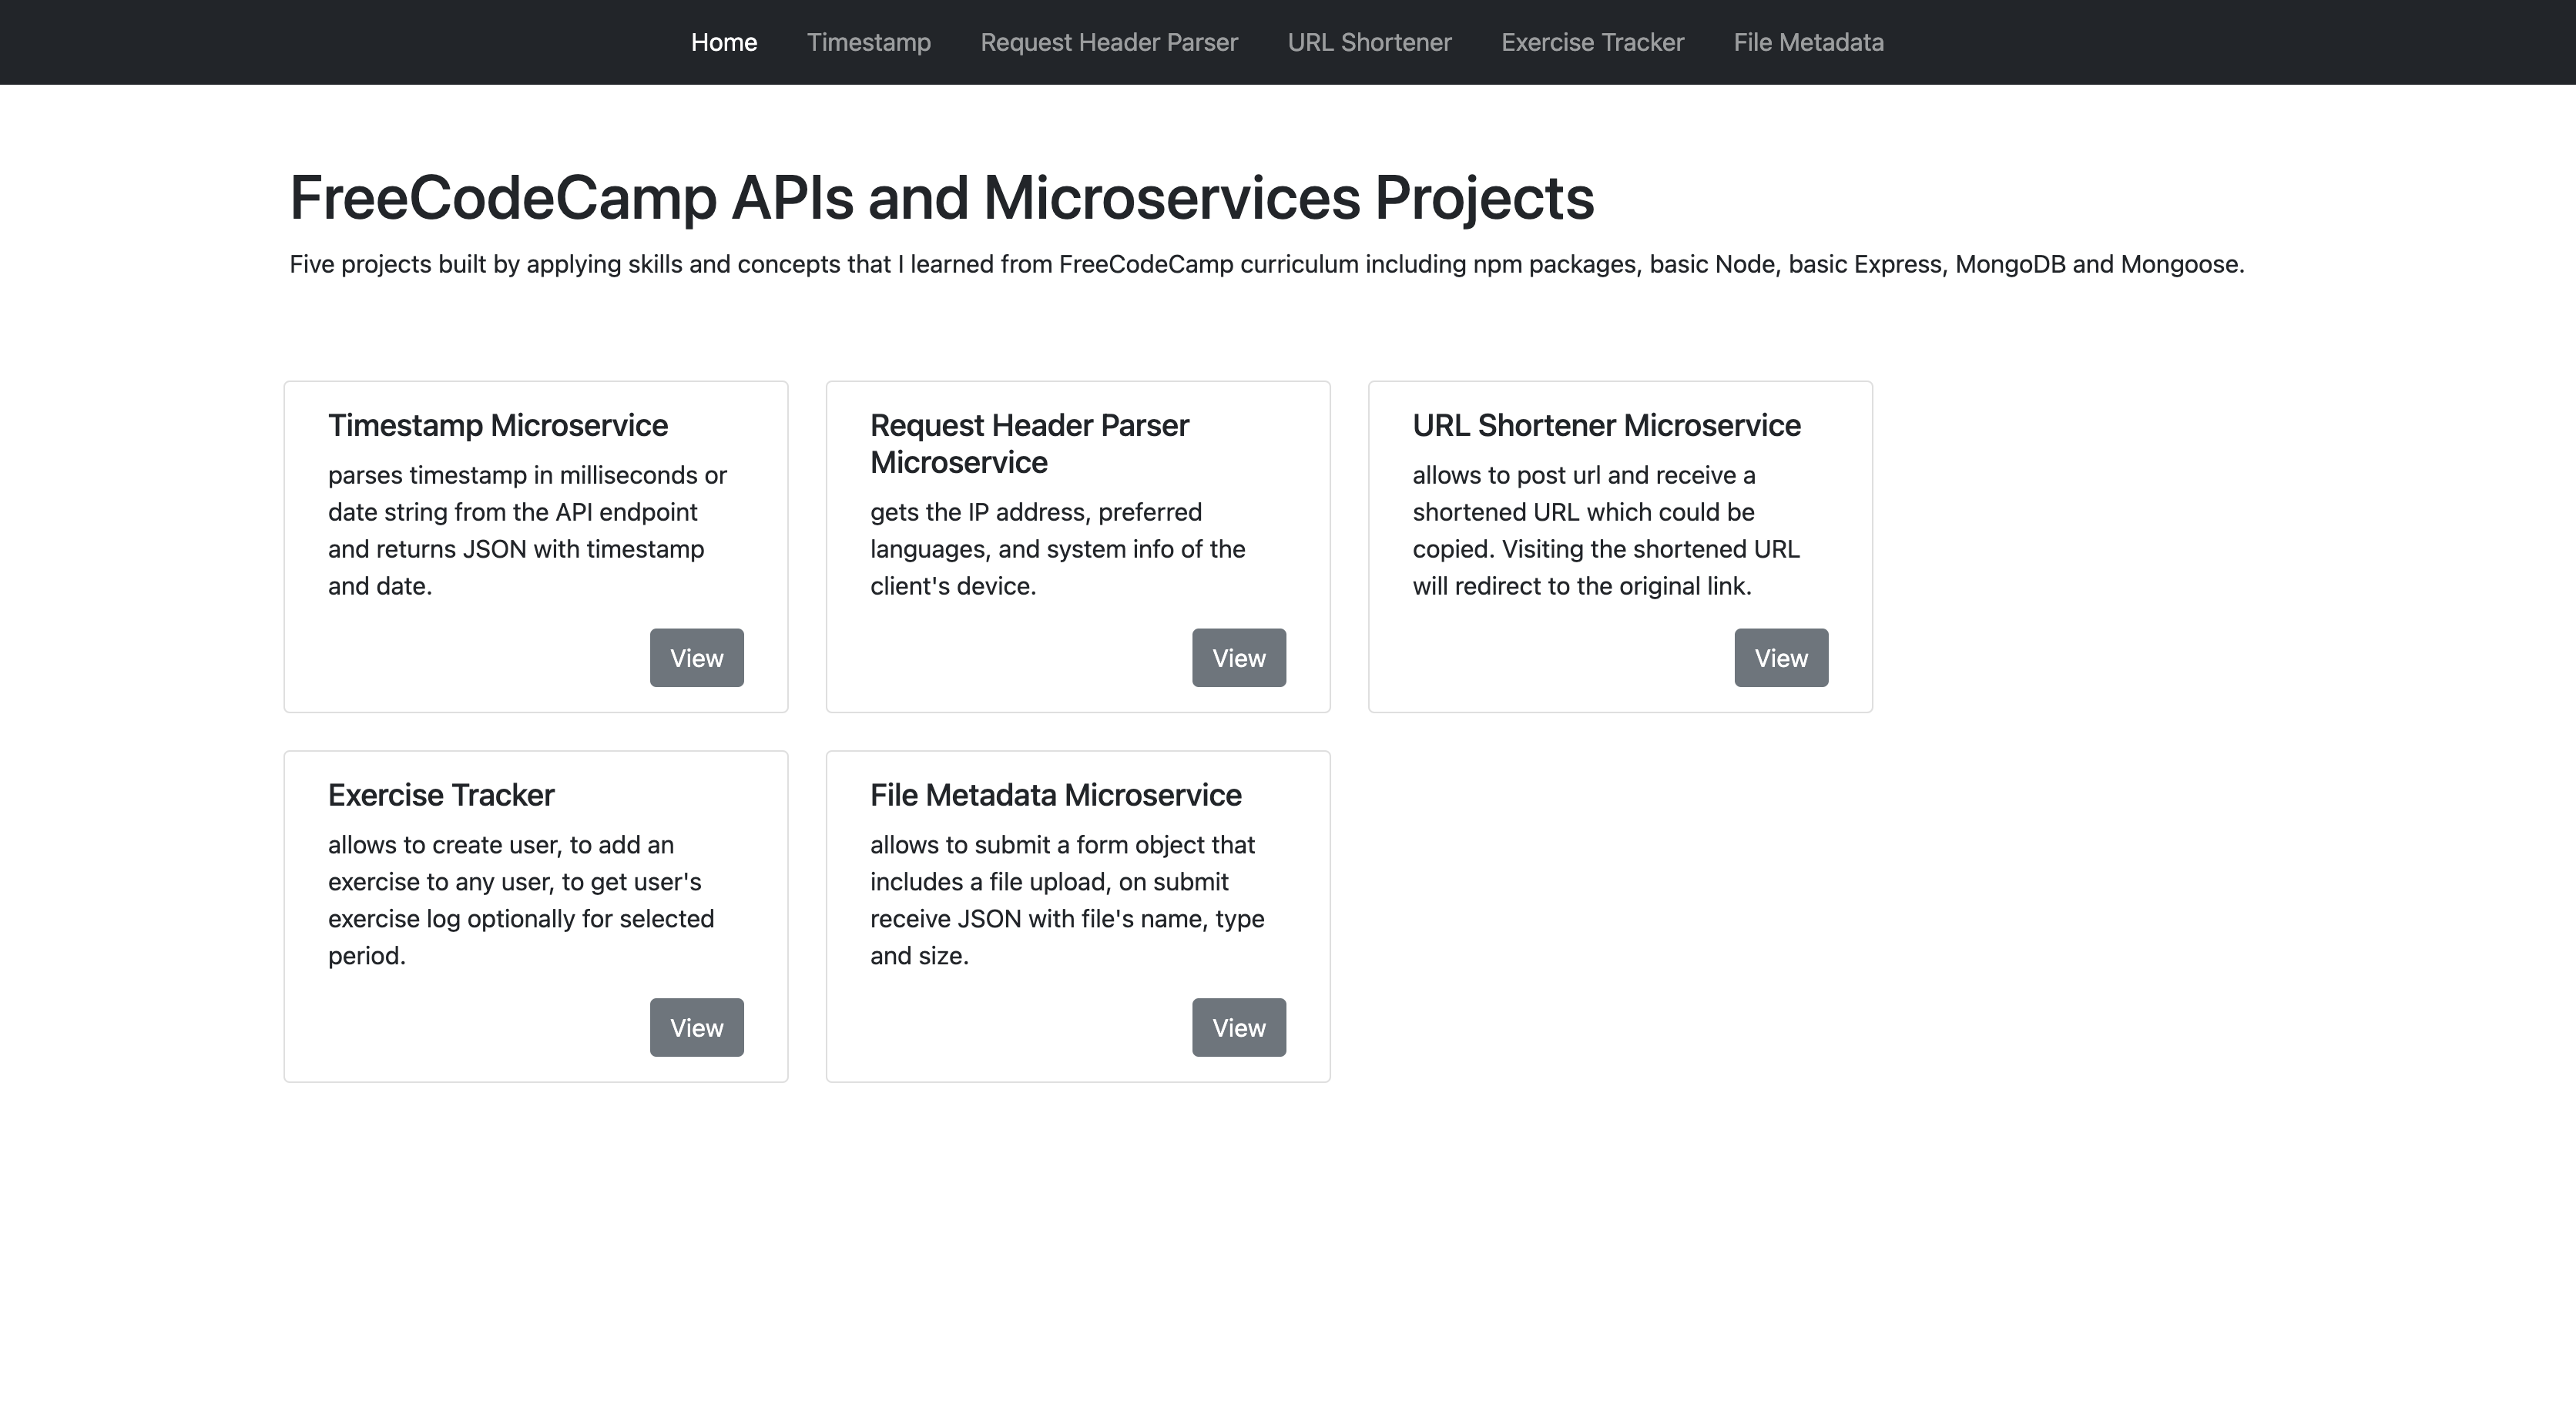 Home Timestamp Request Header Parser URL Shortener Exercise Tracker File Metadata
FreeCodeCamp APIs and Microservices Projects
Five projects built by applying skills and concepts that I learned from FreeCodeCamp curriculum including npm packages, basic Node, basic Express, MongoDB and Mongoose.
Timestamp Microservice
parses timestamp in milliseconds or
date string from the API endpoint
and returns JSON with timestamp
and date.
View
Request Header Parser
Microservice
gets the IP address, preferred
languages, and system info of the
client's device.
View
URL Shortener Microservice
allows to post url and receive a
shortened URL which could be
copied. Visiting the shortened URL
will redirect to the original link.
View
Exercise Tracker
allows to create user, to add an
exercise to any user, to get user's
exercise log optionally for selected
period.
View
File Metadata Microservice
allows to submit a form object that
includes a file upload, on submit
receive JSON with file's name, type
and size.
View